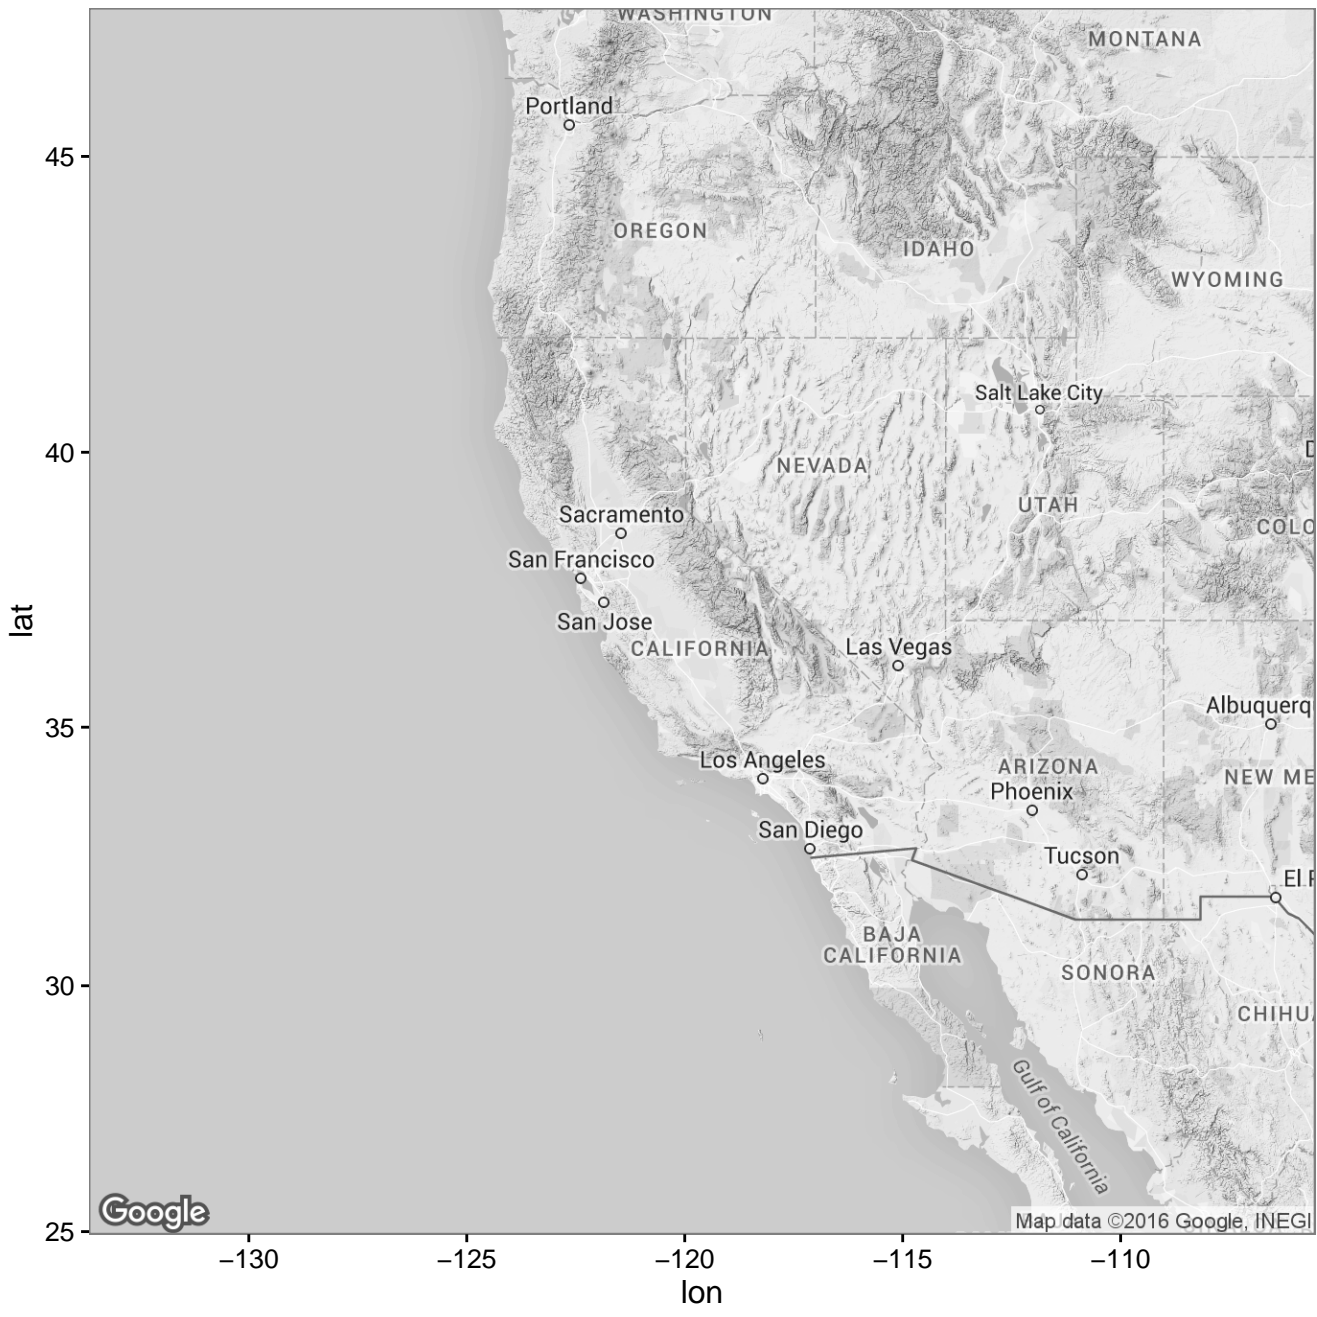 WASHINGTON
MONTANA
Portland
45
OREGON
IDAHO
WYOMING
Salt Lake City
40
D
NEVADA
UTAH
Sacramento
COLO
San Francisco
lat
San Jose
CALIFORNIA
Las Vegas
Albuquerq
35
Los Angeles
ARIZONA
NEW ME
Phoenix
San Diego
Tucson
El P
BAJA
CALIFORNIA
SONORA
30
CHIHUA
Gulf of California
Google
Map data ©2016 Google, INEGI
25
−130
−125
−120
−115
−110
lon